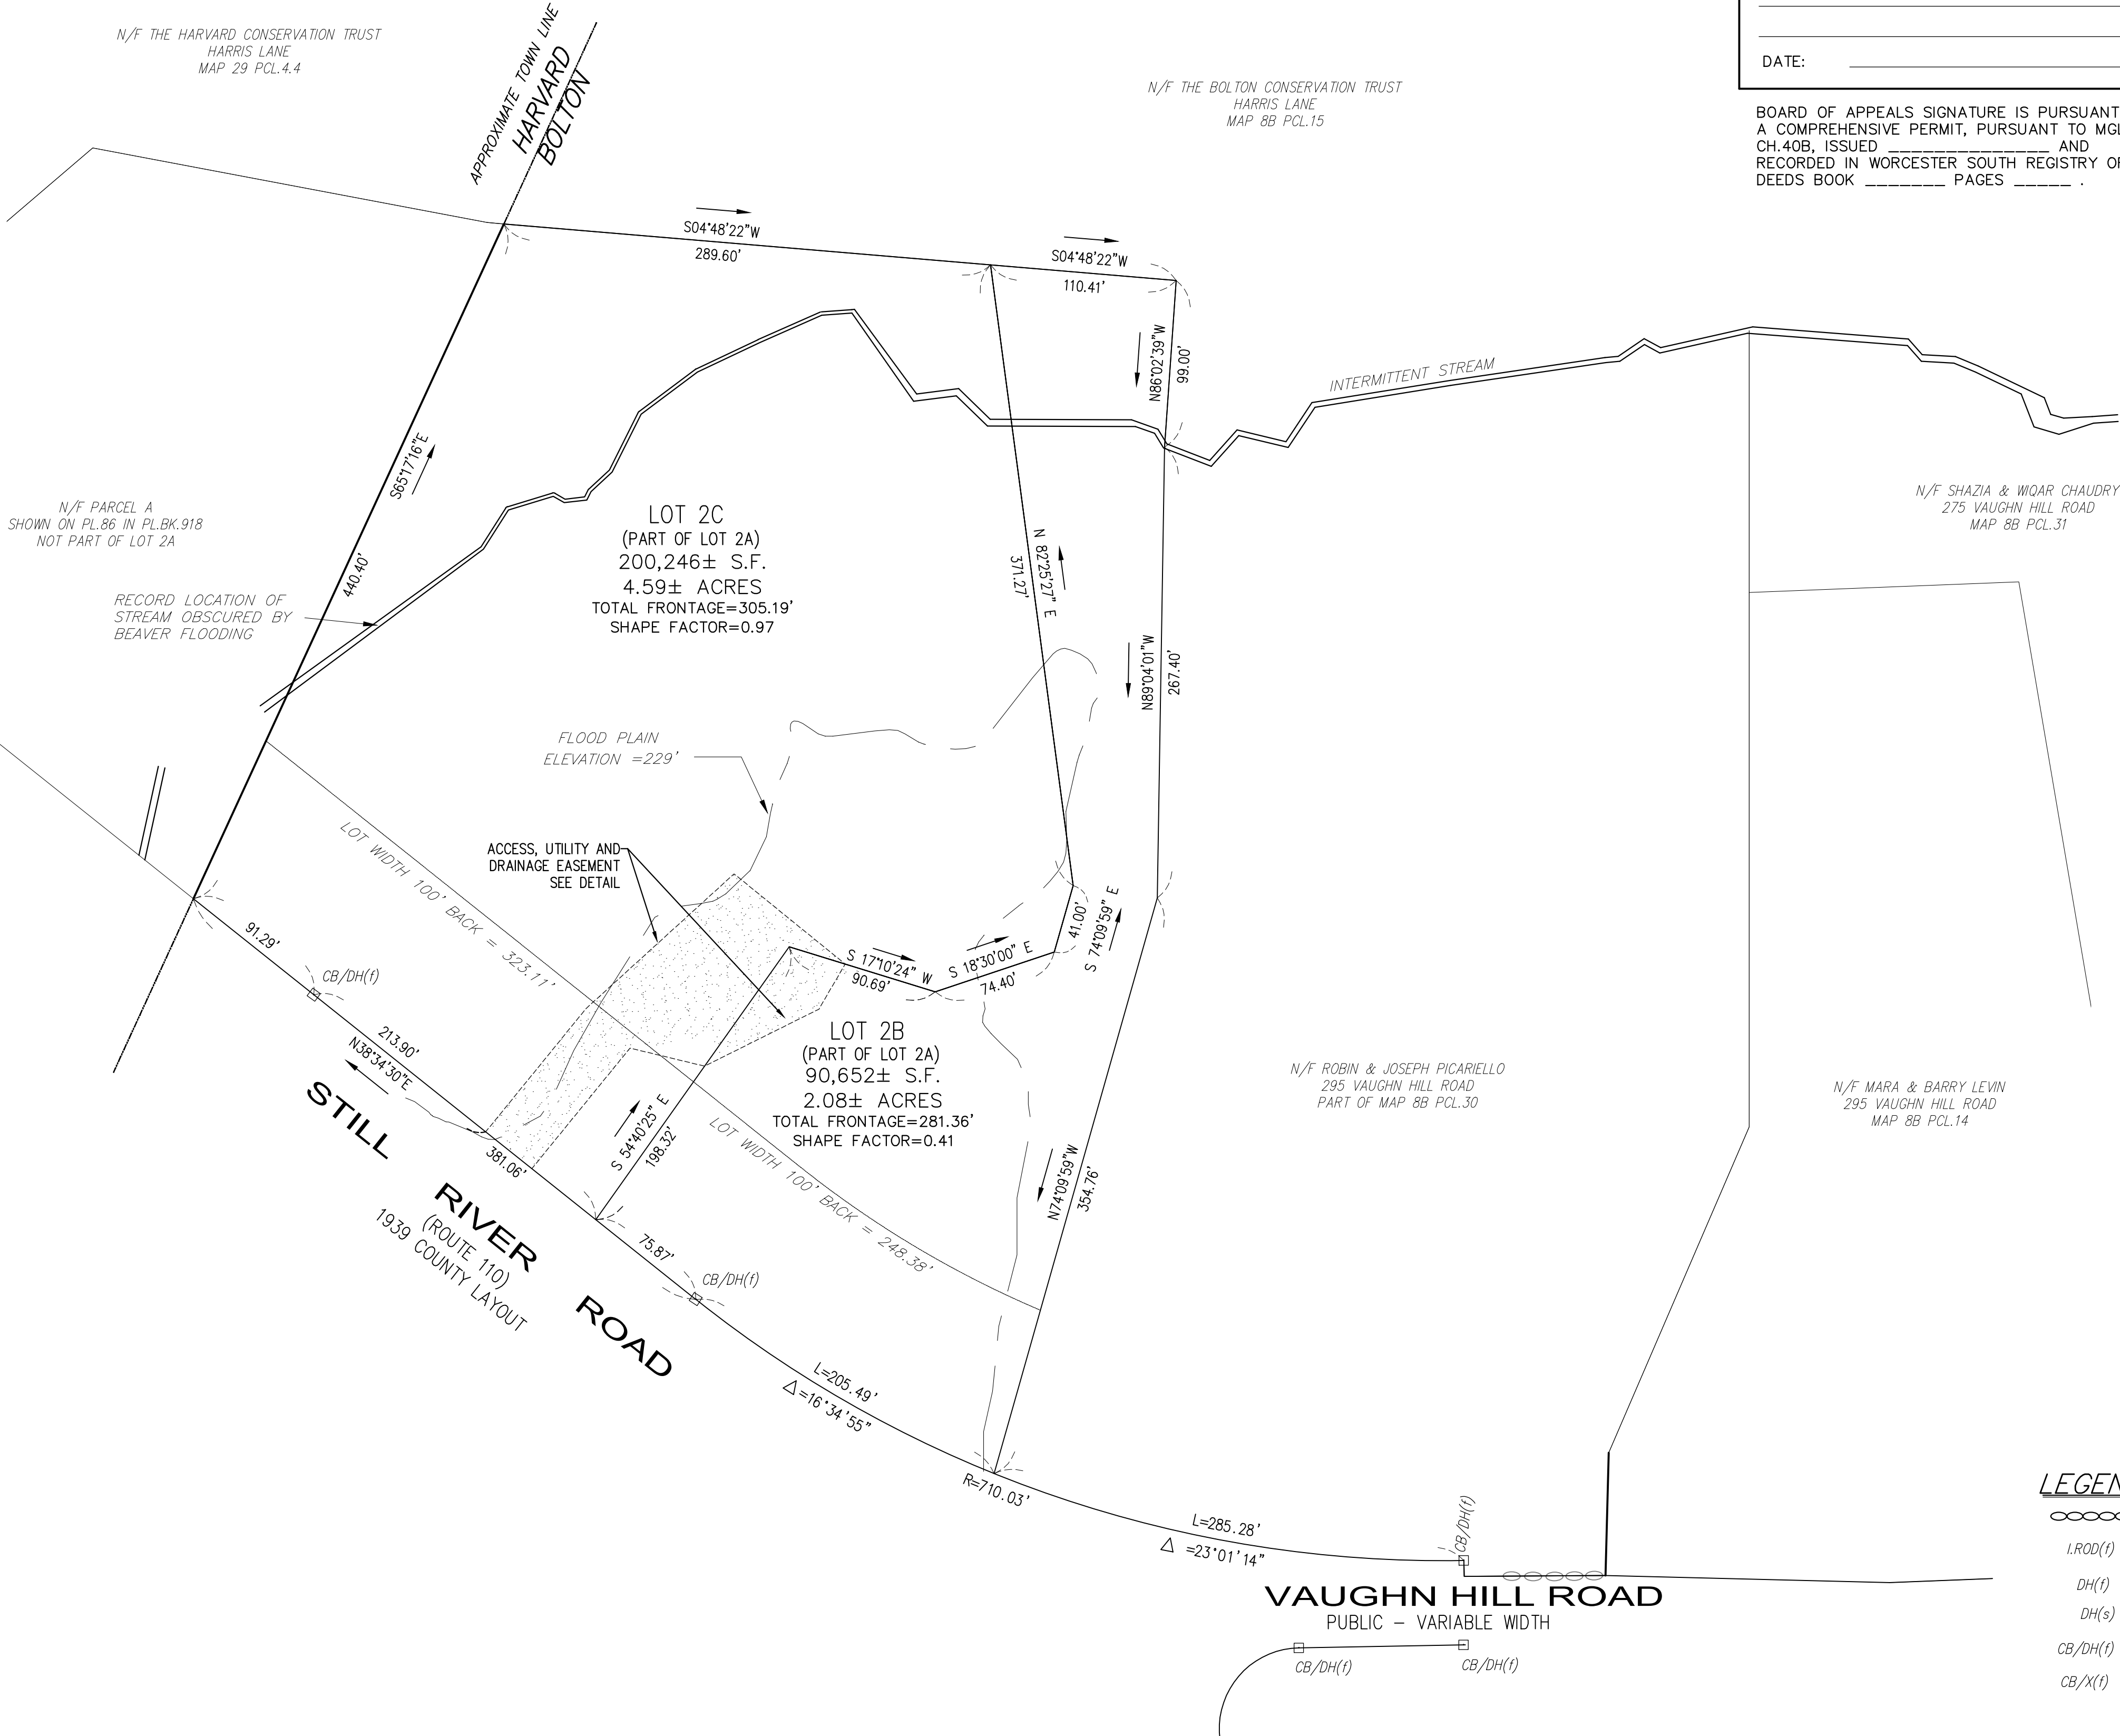 N/F THE HARVARD CONSERVATION TRUST
HARRIS LANE
MAP 29 PCL.4.4
APPROXIMATE TOWN LINE
HARVARD
BOLTON
N/F THE BOLTON CONSERVATION TRUST
HARRIS LANE
MAP 8B PCL.15
DATE:
BOARD OF APPEALS SIGNATURE IS PURSUANT
A COMPREHENSIVE PERMIT, PURSUANT TO MGL
CH.40B, ISSUED ______________ AND
RECORDED IN WORCESTER SOUTH REGISTRY OF
DEEDS BOOK _______ PAGES _____ .
S04°48'22"W
289.60'
S04°48'22"W
110.41'
N86°02'39"W
99.00'
INTERMITTENT STREAM
S65°17'16"E
440.40'
N/F PARCEL A
SHOWN ON PL.86 IN PL.BK.918
NOT PART OF LOT 2A
RECORD LOCATION OF
STREAM OBSCURED BY
BEAVER FLOODING
LOT 2C
(PART OF LOT 2A)
200,246± S.F.
4.59± ACRES
TOTAL FRONTAGE=305.19'
SHAPE FACTOR=0.97
N 82°25'27" E
371.27'
N89°04'01"W
267.40'
N/F SHAZIA & WIQAR CHAUDRY
275 VAUGHN HILL ROAD
MAP 8B PCL.31
FLOOD PLAIN
ELEVATION =229'
ACCESS, UTILITY AND
DRAINAGE EASEMENT
SEE DETAIL
LOT WIDTH 100' BACK = 323.11'
91.29'
CB/DH(f)
213.90'
N38°34'30"E
S 17°10'24" W
90.69'
S 18°30'00" E
74.40'
41.00'
S 74°09'59" E
LOT 2B
(PART OF LOT 2A)
90,652± S.F.
2.08± ACRES
TOTAL FRONTAGE=281.36'
SHAPE FACTOR=0.41
S 54°40'25" E
198.32'
LOT WIDTH 100' BACK = 248.38'
N74°09'59"W
354.76'
N/F ROBIN & JOSEPH PICARIELLO
295 VAUGHN HILL ROAD
PART OF MAP 8B PCL.30
N/F MARA & BARRY LEVIN
295 VAUGHN HILL ROAD
MAP 8B PCL.14
381.06'
STILL RIVER ROAD
(ROUTE 110)
1939 COUNTY LAYOUT
75.87'
CB/DH(f)
L=205.49'
△=16°34'55"
R=710.03'
L=285.28'
△ =23°01'14"
CB/DH(f)
VAUGHN HILL ROAD
PUBLIC – VARIABLE WIDTH
CB/DH(f)
CB/DH(f)
LEGEN
I.ROD(f)
DH(f)
DH(s)
CB/DH(f)
CB/X(f)